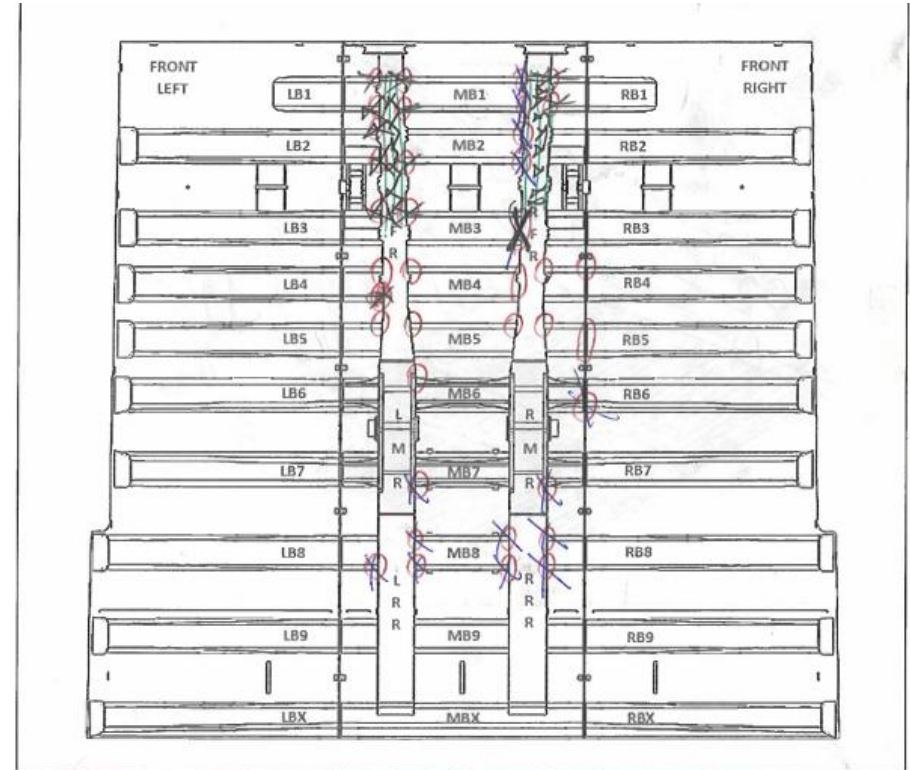 FRONT LEFT
FRONT RIGHT
LB1 MB1 RB1
LB2 MB2 RB2
LB3 MB3 RB3
F R
R F R
LB4 MB4 RB4
LB5 MB5 RB5
LB6 MB6 RB6
L M R
R M R
LB7 MB7 RB7
LB8 MB8 RB8
L R R
R R R
LB9 MB9 RB9
LBX MBX RBX